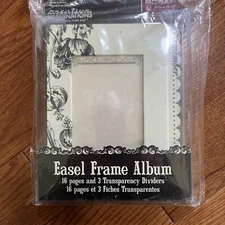 Easel Frame Album
16 pages and 3 Transparency Dividers
16 pages et 3 Fiches Transparentes